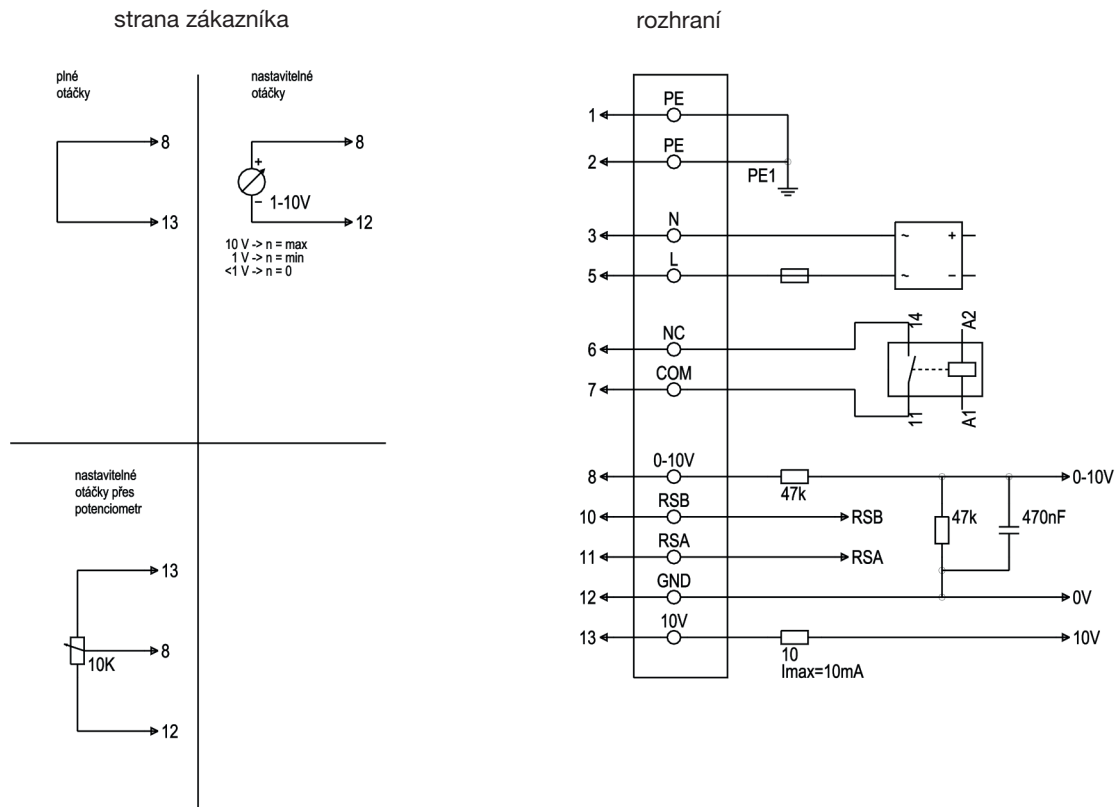 strana zákazníka
rozhraní
plné
otáčky
8
13
nastavitelné
otáčky
8
+
−
1-10V
12
10 V -> n = max
1 V -> n = min
<1 V -> n = 0
nastavitelné
otáčky přes
potenciometr
13
8
10K
12
1
PE
2
PE
PE1
3
N
~
+
5
L
~
−
14
A2
6
NC
7
COM
11
A1
8
0-10V
47k
0-10V
10
RSB
RSB
47k
470nF
11
RSA
RSA
12
GND
0V
13
10V
10
Imax=10mA
10V